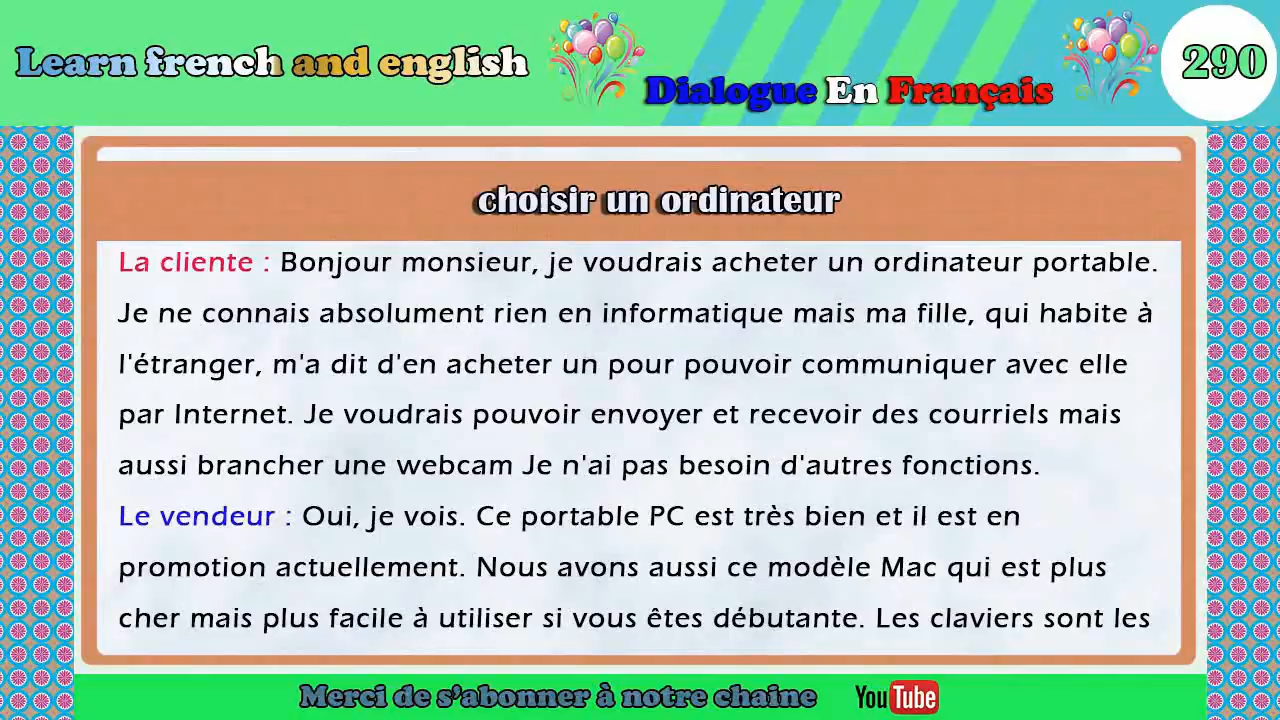 Learn french and english
Dialogue En Français
290
choisir un ordinateur
La cliente : Bonjour monsieur, je voudrais acheter un ordinateur portable.
Je ne connais absolument rien en informatique mais ma fille, qui habite à
l'étranger, m'a dit d'en acheter un pour pouvoir communiquer avec elle
par Internet. Je voudrais pouvoir envoyer et recevoir des courriels mais
aussi brancher une webcam Je n'ai pas besoin d'autres fonctions.
Le vendeur : Oui, je vois. Ce portable PC est très bien et il est en
promotion actuellement. Nous avons aussi ce modèle Mac qui est plus
cher mais plus facile à utiliser si vous êtes débutante. Les claviers sont les
Merci de s'abonner à notre chaine
YouTube